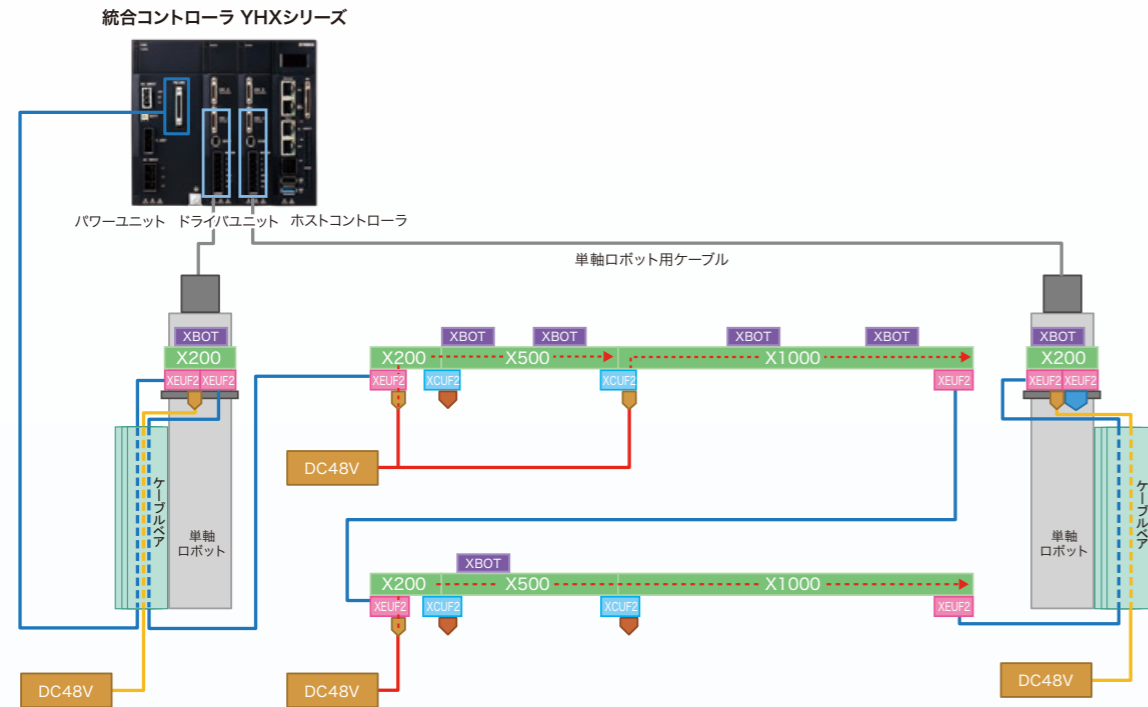 統合コントローラ YHXシリーズ
パワーユニット ドライバユニット ホストコントローラ
単軸ロボット用ケーブル
XBOT
X200
XEUF2 XEUF2
ケーブルベア
単軸
ロボット
DC48V
XBOT XBOT XBOT XBOT
X200 X500 X1000
XEUF2 XCUF2 XCUF2 XEUF2
DC48V
XBOT
X200 X500 X1000
XEUF2 XCUF2 XCUF2 XEUF2
DC48V
XBOT
X200
XEUF2 XEUF2
単軸
ロボット
ケーブルベア
DC48V